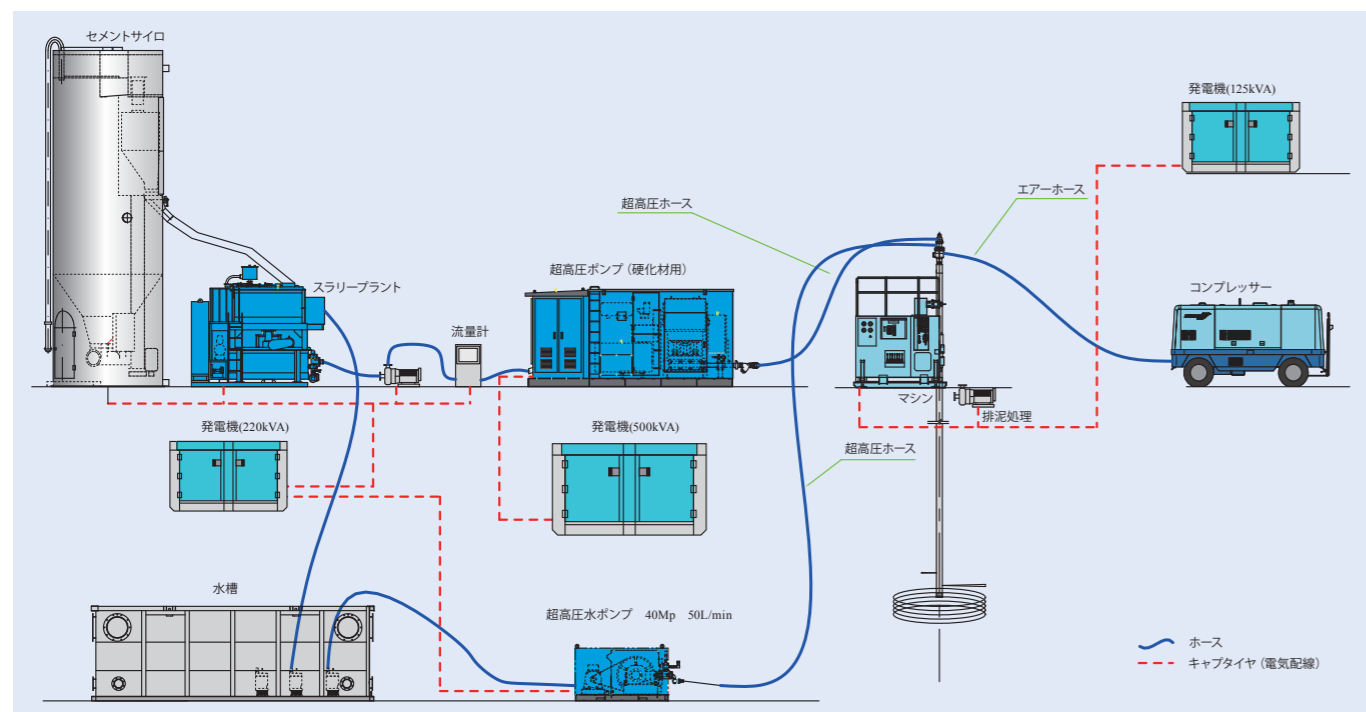 セメントサイロ
発電機(125kVA)
エアーホース
超高圧ホース
スラリープラント
超高圧ポンプ（硬化材用）
コンプレッサー
流量計
マシン
排泥処理
発電機(220kVA)
発電機(500kVA)
超高圧ホース
水槽
超高圧水ポンプ　40Mp　50L/min
ホース
キャブタイヤ（電気配線）